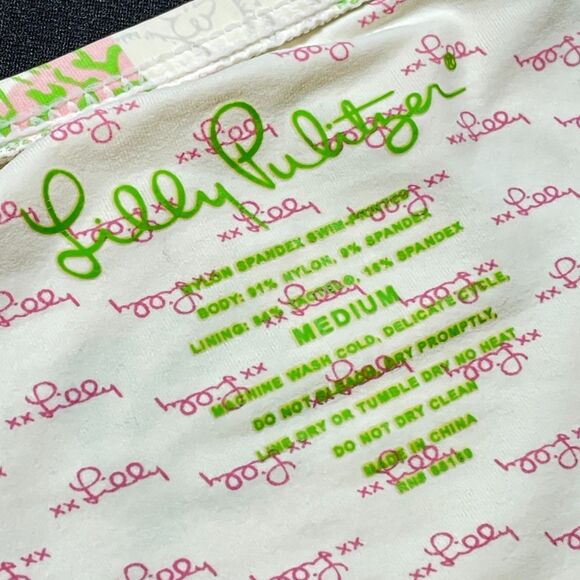 Lilly Pulitzer®
NYLON SPANDEX SWIM-PRINTED
BODY: 91% NYLON, 9% SPANDEX
LINING: 84% 16% SPANDEX
MEDIUM
MACHINE WASH COLD, DELICATE CYCLE,
DO NOT BLEACH, DRY PROMPTLY,
LINE DRY OR TUMBLE DRY NO HEAT
DO NOT DRY CLEAN
MADE IN CHINA
RN#
xx Lilly